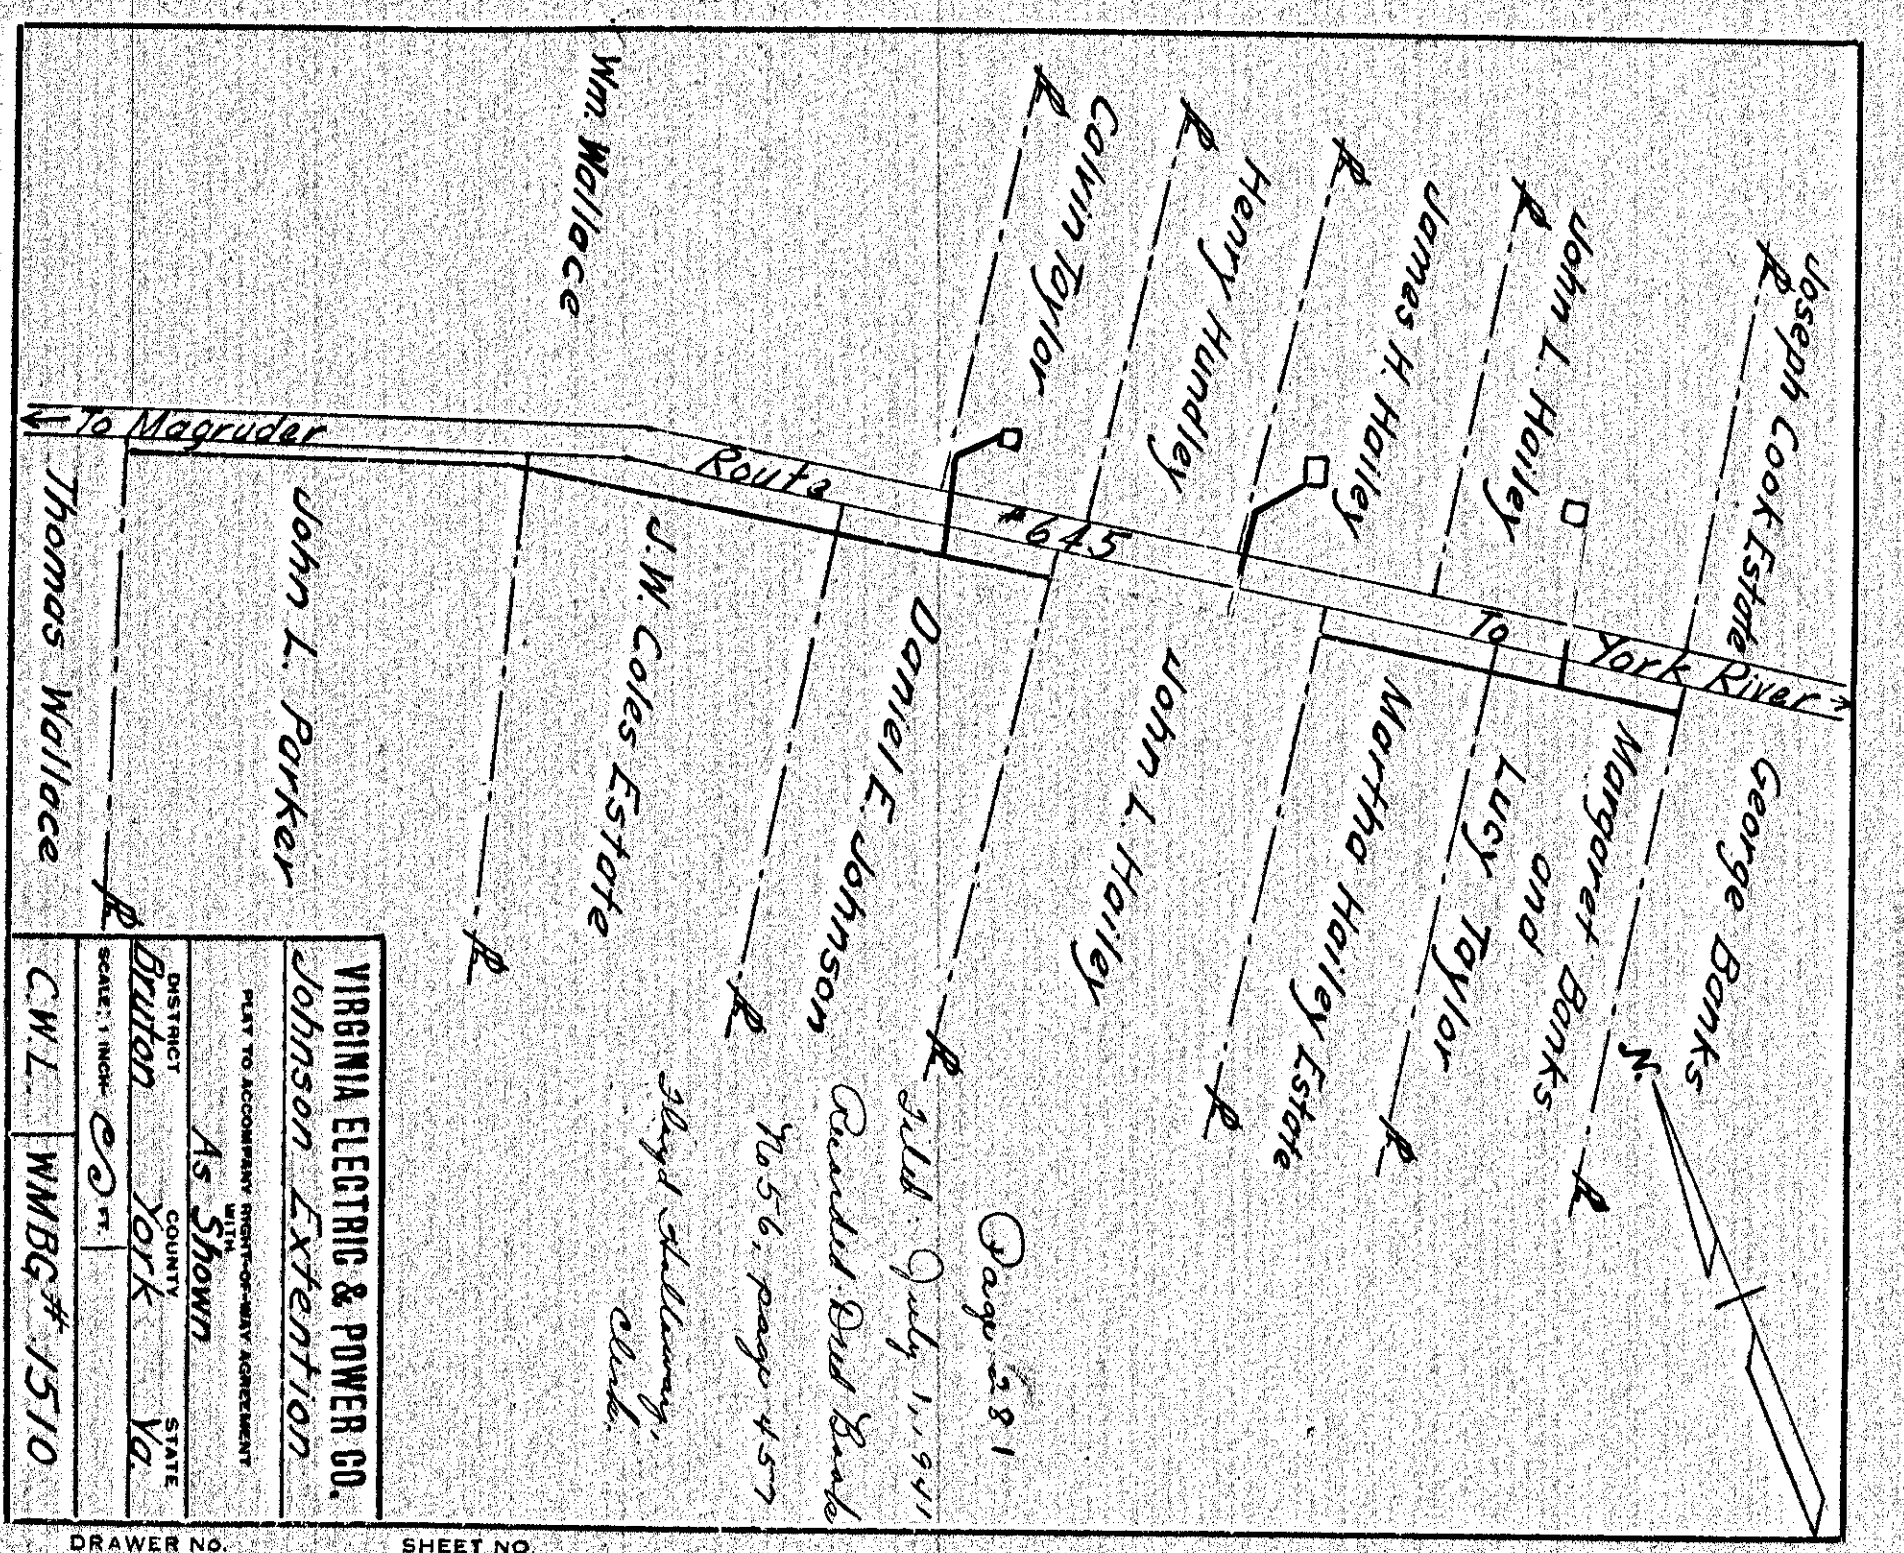 Wm. Wallace
Calvin Taylor
Henry Hundley
James H. Hailey
John L. Hailey
Joseph Cook Estate
To Magruder
Route
#645
To
York River
Thomas Wallace
John L. Parker
J.W. Coles Estate
Daniel E. Johnson
John L. Hailey
Martha Hailey Estate
Lucy Taylor
and
Margaret Banks
George Banks
N.
Page 281
Filed: July 1, 1941
Recorded Deed Book
No 56, page 457
Floyd Holloway,
Clerk.
VIRGINIA ELECTRIC & POWER CO.
Johnson Extention
PLAT TO ACCOMPANY RIGHT-OF-WAY AGREEMENT
WITH
As Shown
DISTRICT COUNTY STATE
Bruton York Va.
SCALE, 1 INCH= FT.
C.W.L. WMBG # 1510
DRAWER NO. SHEET NO.